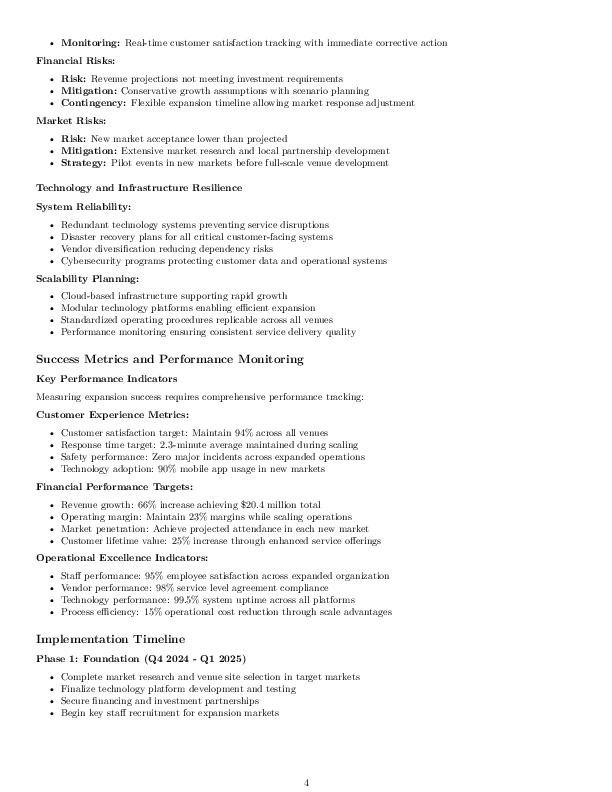 • Monitoring: Real-time customer satisfaction tracking with immediate corrective action
Financial Risks:
• Risk: Revenue projections not meeting investment requirements
• Mitigation: Conservative growth assumptions with scenario planning
• Contingency: Flexible expansion timeline allowing market response adjustment
Market Risks:
• Risk: New market acceptance lower than projected
• Mitigation: Extensive market research and local partnership development
• Strategy: Pilot events in new markets before full-scale venue development
Technology and Infrastructure Resilience
System Reliability:
• Redundant technology systems preventing service disruptions
• Disaster recovery plans for all critical customer-facing systems
• Vendor diversification reducing dependency risks
• Cybersecurity programs protecting customer data and operational systems
Scalability Planning:
• Cloud-based infrastructure supporting rapid growth
• Modular technology platforms enabling efficient expansion
• Standardized operating procedures replicable across all venues
• Performance monitoring ensuring consistent service delivery quality
Success Metrics and Performance Monitoring
Key Performance Indicators
Measuring expansion success requires comprehensive performance tracking:
Customer Experience Metrics:
• Customer satisfaction target: Maintain 94% across all venues
• Response time target: 2.3-minute average maintained during scaling
• Safety performance: Zero major incidents across expanded operations
• Technology adoption: 90% mobile app usage in new markets
Financial Performance Targets:
• Revenue growth: 66% increase achieving $20.4 million total
• Operating margin: Maintain 23% margins while scaling operations
• Market penetration: Achieve projected attendance in each new market
• Customer lifetime value: 25% increase through enhanced service offerings
Operational Excellence Indicators:
• Staff performance: 95% employee satisfaction across expanded organization
• Vendor performance: 98% service level agreement compliance
• Technology performance: 99.5% system uptime across all platforms
• Process efficiency: 15% operational cost reduction through scale advantages
Implementation Timeline
Phase 1: Foundation (Q4 2024 - Q1 2025)
• Complete market research and venue site selection in target markets
• Finalize technology platform development and testing
• Secure financing and investment partnerships
• Begin key staff recruitment for expansion markets
4